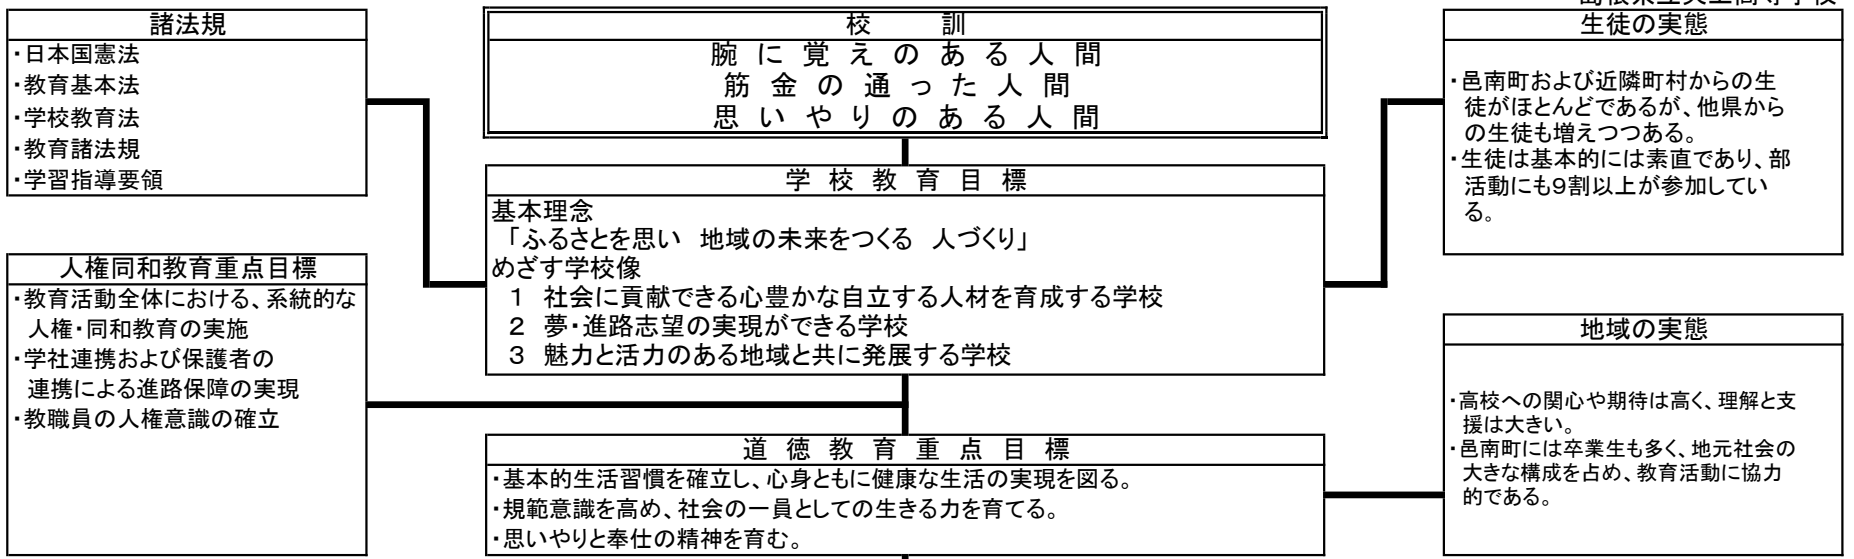 諸法規
・日本国憲法
・教育基本法
・学校教育法
・教育諸法規
・学習指導要領
人権同和教育重点目標
・教育活動全体における、系統的な
人権・同和教育の実施
・学社連携および保護者の
連携による進路保障の実現
・教職員の人権意識の確立
校　訓
腕に覚えのある人間
筋金の通った人間
思いやりのある人間
学校教育目標
基本理念
「ふるさとを思い　地域の未来をつくる　人づくり」
めざす学校像
１　社会に貢献できる心豊かな自立する人材を育成する学校
２　夢・進路志望の実現ができる学校
３　魅力と活力のある地域と共に発展する学校
道徳教育重点目標
・基本的生活習慣を確立し、心身ともに健康な生活の実現を図る。
・規範意識を高め、社会の一員としての生きる力を育てる。
・思いやりと奉仕の精神を育む。
生徒の実態
・邑南町および近隣町村からの生
徒がほとんどであるが、他県から
の生徒も増えつつある。
・生徒は基本的には素直であり、部
活動にも９割以上が参加してい
る。
地域の実態
・高校への関心や期待は高く、理解と支
援は大きい。
・邑南町には卒業生も多く、地元社会の
大きな構成を占め、教育活動に協力
的である。